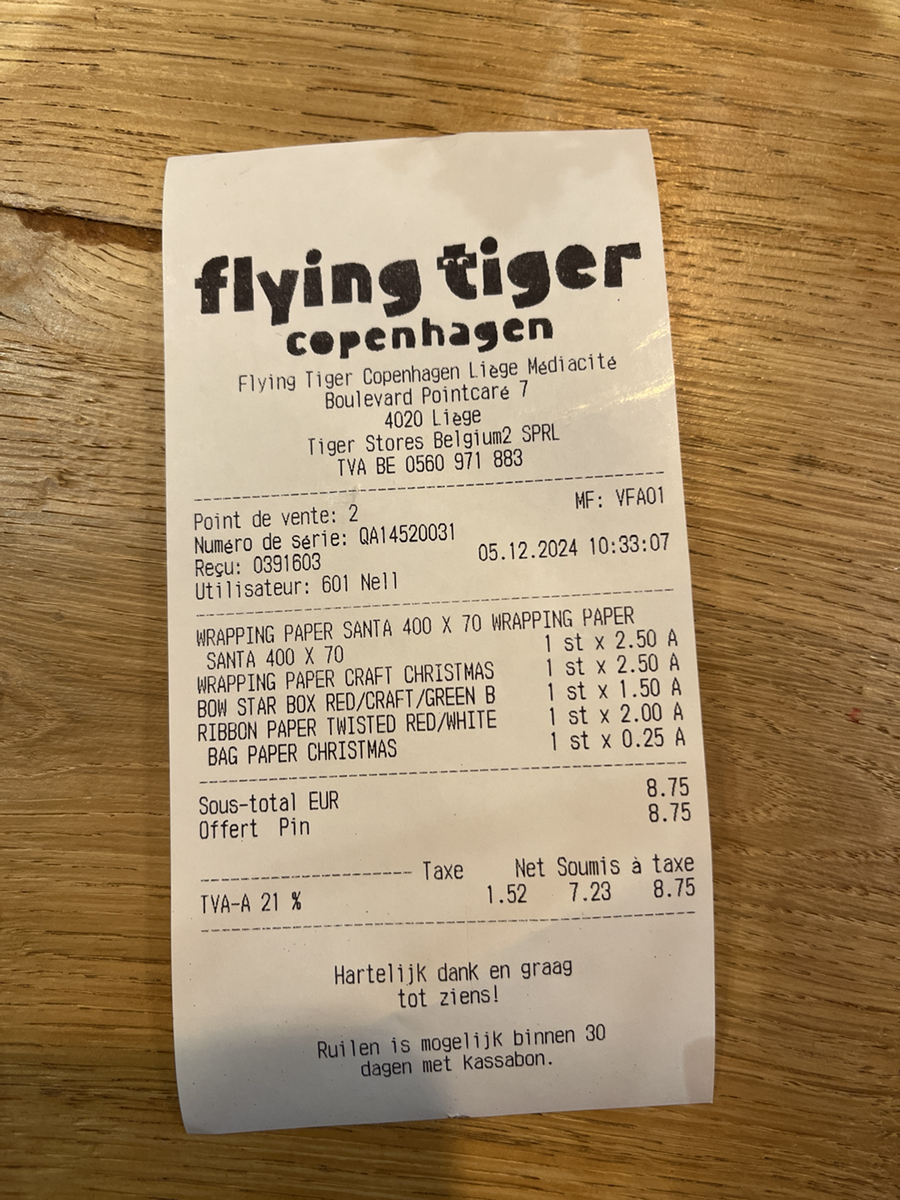 flying tiger
copenhagen
Flying Tiger Copenhagen Liège Médiacité
Boulevard Pointcaré 7
4020 Liège
Tiger Stores Belgium2 SPRL
TVA BE 0560 971 883
Point de vente: 2 MF: VFA01
Numéro de série: QA14520031
Reçu: 0391603 05.12.2024 10:33:07
Utilisateur: 601 Nell
WRAPPING PAPER SANTA 400 X 70 WRAPPING PAPER
SANTA 400 X 70 1 st x 2.50 A
WRAPPING PAPER CRAFT CHRISTMAS 1 st x 2.50 A
BOW STAR BOX RED/CRAFT/GREEN B 1 st x 1.50 A
RIBBON PAPER TWISTED RED/WHITE 1 st x 2.00 A
BAG PAPER CHRISTMAS 1 st x 0.25 A
Sous-total EUR 8.75
Offert Pin 8.75
Taxe Net Soumis à taxe
TVA-A 21 % 1.52 7.23 8.75
Hartelijk dank en graag
tot ziens!
Ruilen is mogelijk binnen 30
dagen met Kassabon.